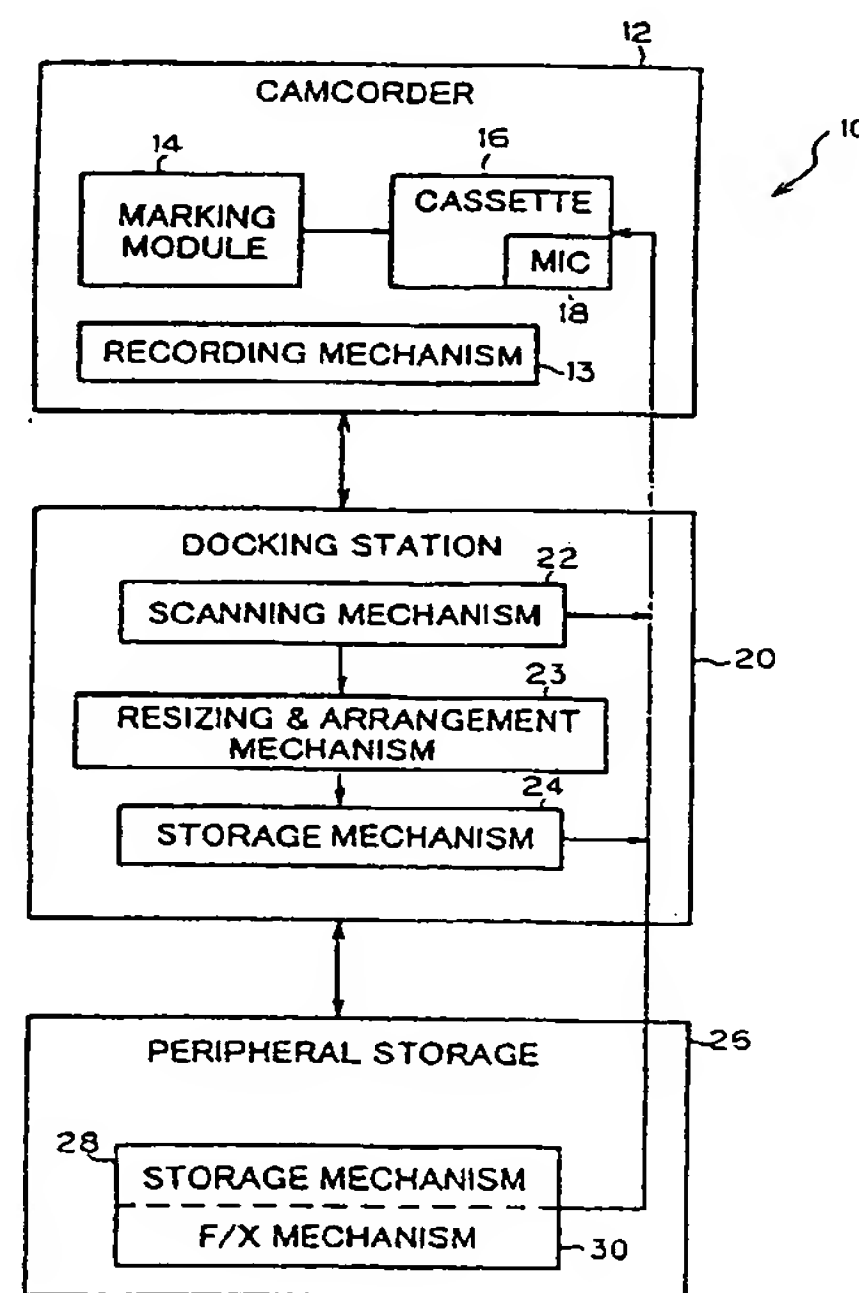 12
CAMCORDER
10
14
16
MARKING
MODULE
CASSETTE
MIC
18
RECORDING MECHANISM
13
DOCKING STATION
22
SCANNING MECHANISM
20
23
RESIZING & ARRANGEMENT
MECHANISM
24
STORAGE MECHANISM
26
PERIPHERAL STORAGE
28
STORAGE MECHANISM
F/X MECHANISM
30